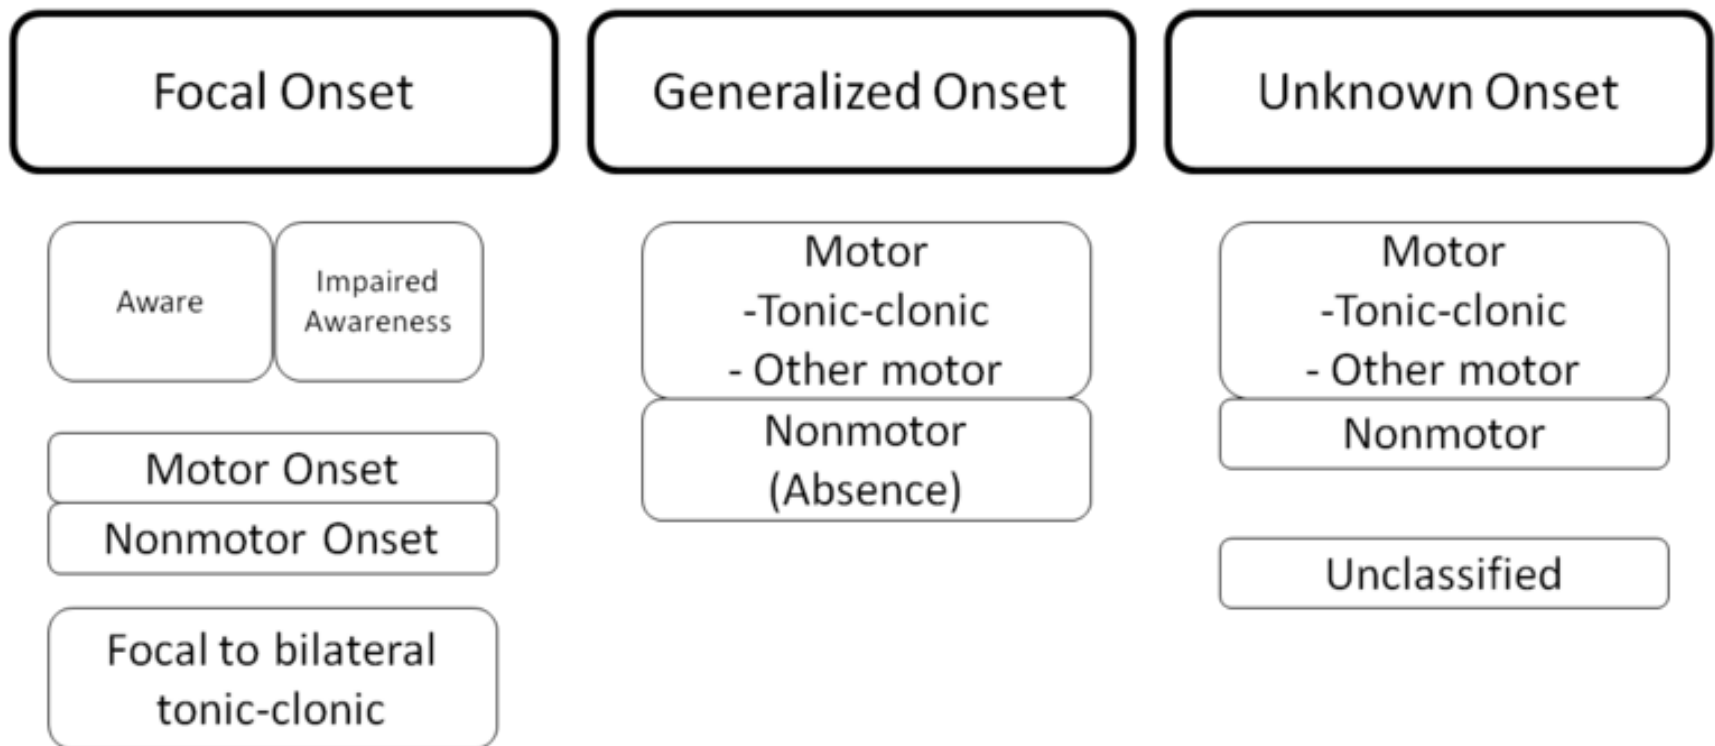 Focal Onset
Generalized Onset
Unknown Onset
Aware
Impaired
Awareness
Motor Onset
Nonmotor Onset
Focal to bilateral
tonic-clonic
Motor
-Tonic-clonic
- Other motor
Nonmotor
(Absence)
Motor
-Tonic-clonic
- Other motor
Nonmotor
Unclassified